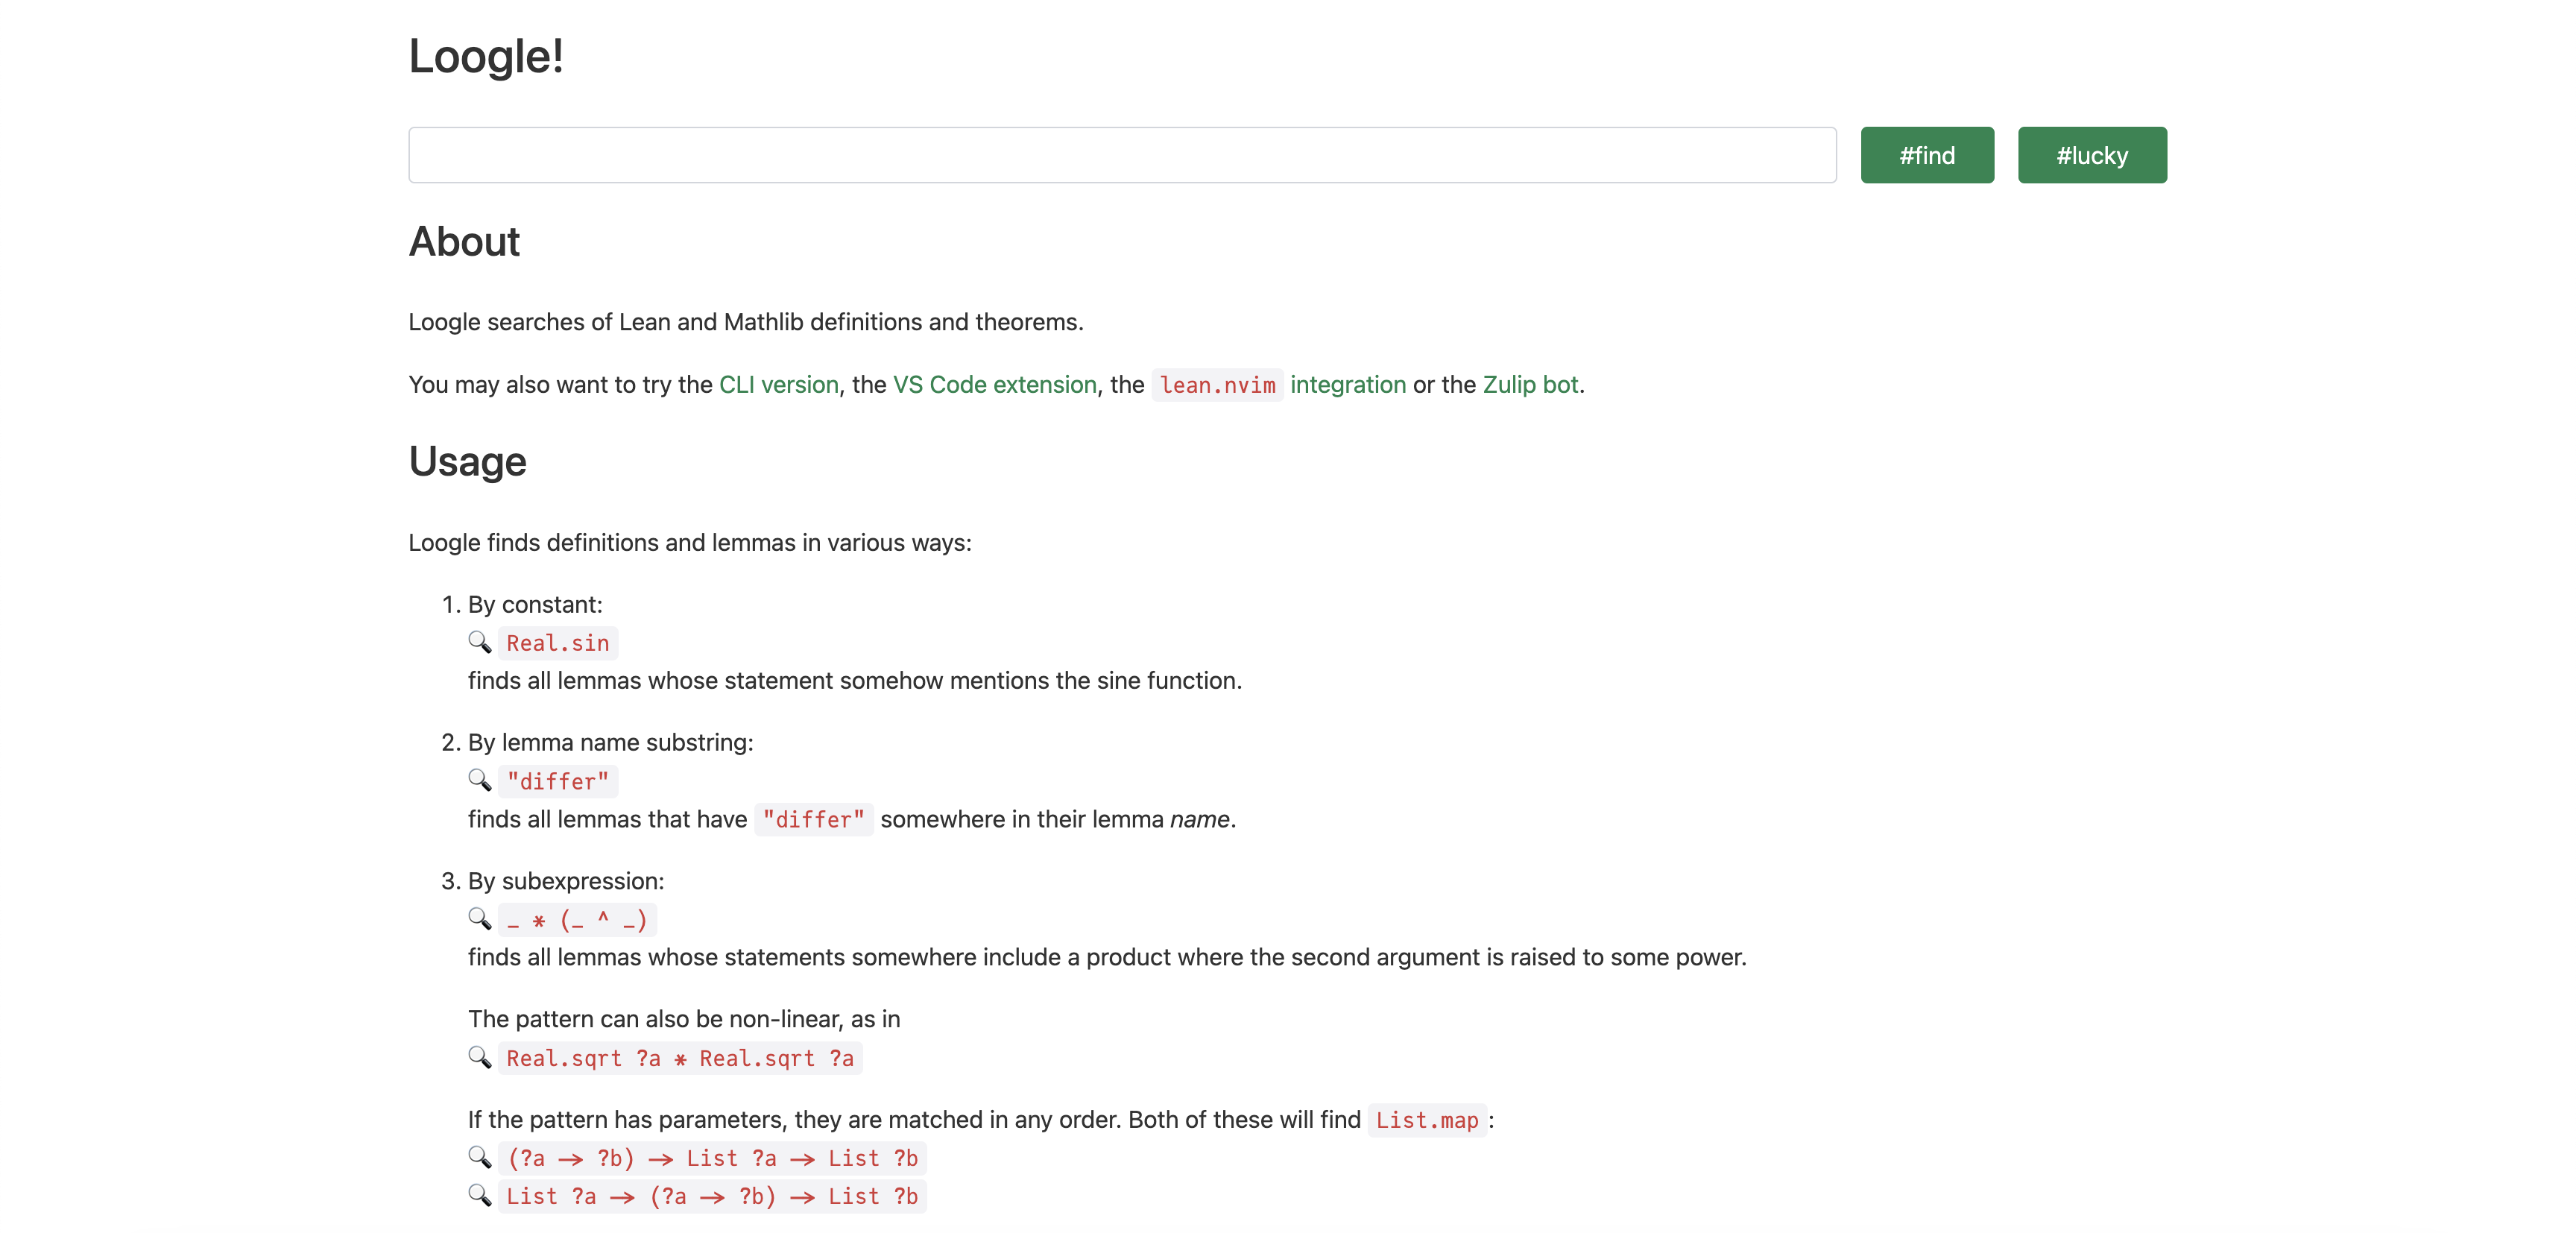 Loogle!
#find #lucky
About
Loogle searches of Lean and Mathlib definitions and theorems.
You may also want to try the CLI version, the VS Code extension, the lean.nvim integration or the Zulip bot.
Usage
Loogle finds definitions and lemmas in various ways:
1. By constant:
🔍 Real.sin
finds all lemmas whose statement somehow mentions the sine function.
2. By lemma name substring:
🔍 "differ"
finds all lemmas that have "differ" somewhere in their lemma name.
3. By subexpression:
🔍 _ * (_ ^ _)
finds all lemmas whose statements somewhere include a product where the second argument is raised to some power.
The pattern can also be non-linear, as in
🔍 Real.sqrt ?a * Real.sqrt ?a
If the pattern has parameters, they are matched in any order. Both of these will find List.map:
🔍 (?a → ?b) → List ?a → List ?b
🔍 List ?a → (?a → ?b) → List ?b